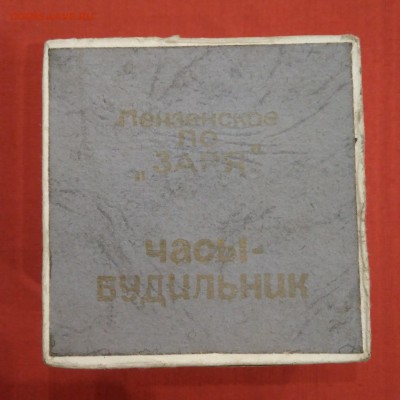 Пензенское
ПО
„ЗАРЯ"
часы-
будильник